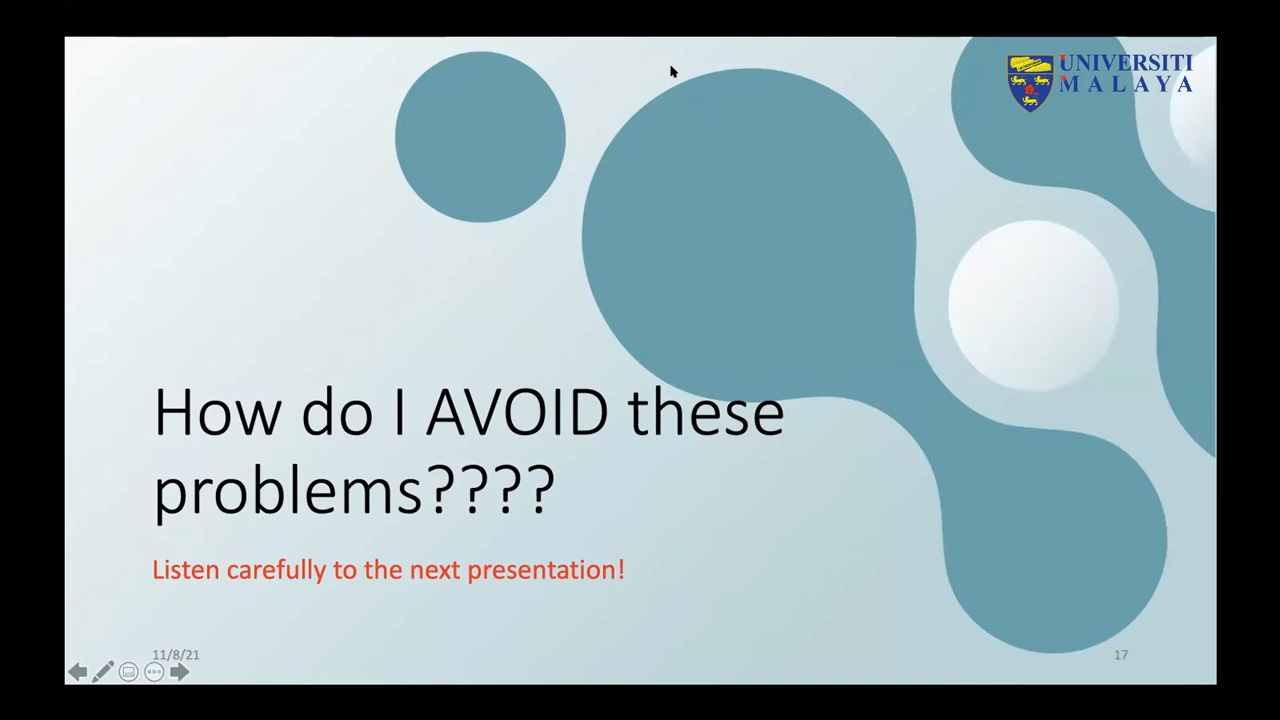 UNIVERSITI
MALAYA
How do I AVOID these
problems????
Listen carefully to the next presentation!
11/8/21
17